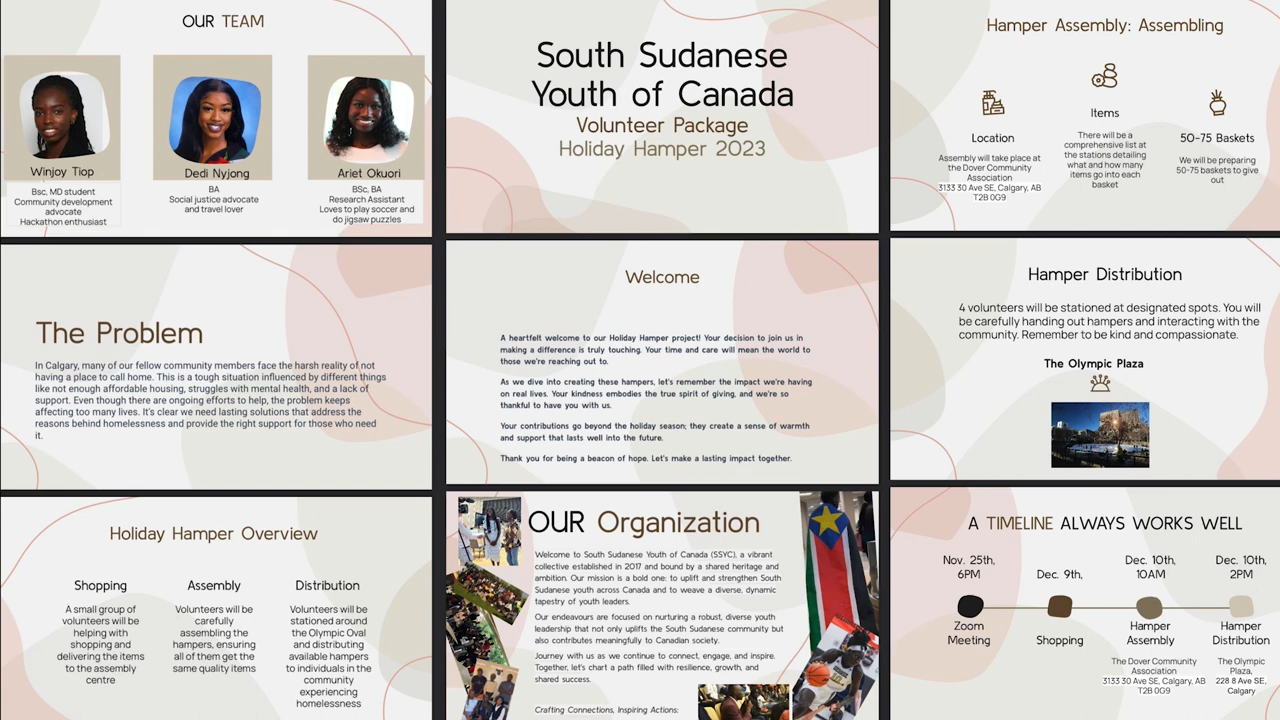 OUR TEAM
Winjoy Tiop
Bsc, MD student
Community development
advocate
Hackathon enthusiast
Dedi Nyjong
BA
Social justice advocate
and travel lover
Ariet Okuori
BSc, BA
Research Assistant
Loves to play soccer and
do jigsaw puzzles
South Sudanese
Youth of Canada
Volunteer Package
Holiday Hamper 2023
Hamper Assembly: Assembling
Location
Assembly will take place at
the Dover Community
Association
3133 30 Ave SE, Calgary, AB
T2B 0G9
Items
There will be a
comprehensive list at
the stations detailing
what and how many
items go into each
basket
50-75 Baskets
We will be preparing
50-75 baskets to give
out
The Problem
In Calgary, many of our fellow community members face the harsh reality of not
having a place to call home. This is a tough situation influenced by different things
like not enough affordable housing, struggles with mental health, and a lack of
support. Even though there are ongoing efforts to help, the problem keeps
affecting too many lives. It's clear we need lasting solutions that address the
reasons behind homelessness and provide the right support for those who need
it.
Welcome
A heartfelt welcome to our Holiday Hamper project! Your decision to join us in
making a difference is truly touching. Your time and care will mean the world to
those we're reaching out to.
As we dive into creating these hampers, let's remember the impact we're having
on real lives. Your kindness embodies the true spirit of giving, and we're so
thankful to have you with us.
Your contributions go beyond the holiday season; they create a sense of warmth
and support that lasts well into the future.
Thank you for being a beacon of hope. Let's make a lasting impact together.
Hamper Distribution
4 volunteers will be stationed at designated spots. You will
be carefully handing out hampers and interacting with the
community. Remember to be kind and compassionate.
The Olympic Plaza
Holiday Hamper Overview
Shopping
A small group of
volunteers will be
helping with
shopping and
delivering the items
to the assembly
centre
Assembly
Volunteers will be
carefully
assembling the
hampers, ensuring
all of them get the
same quality items
Distribution
Volunteers will be
stationed around
the Olympic Oval
and distributing
available hampers
to individuals in the
community
experiencing
homelessness
OUR Organization
Welcome to South Sudanese Youth of Canada (SSYC), a vibrant
collective established in 2017 and bound by a shared heritage and
ambition. Our mission is a bold one: to uplift and strengthen South
Sudanese youth across Canada and to weave a diverse, dynamic
tapestry of youth leaders.
Our endeavours are focused on nurturing a robust, diverse youth
leadership that not only uplifts the South Sudanese community but
also contributes meaningfully to Canadian society.
Journey with us as we continue to connect, engage, and inspire.
Together, let's chart a path filled with resilience, growth, and
shared success.
Crafting Connections, Inspiring Actions:
A TIMELINE ALWAYS WORKS WELL
Nov. 25th,
6PM
Zoom
Meeting
Dec. 9th,
Shopping
Dec. 10th,
10AM
Hamper
Assembly
The Dover Community
Association
3133 30 Ave SE, Calgary, AB
T2B 0G9
Dec. 10th,
2PM
Hamper
Distribution
The Olympic
Plaza,
228 8 Ave SE,
Calgary